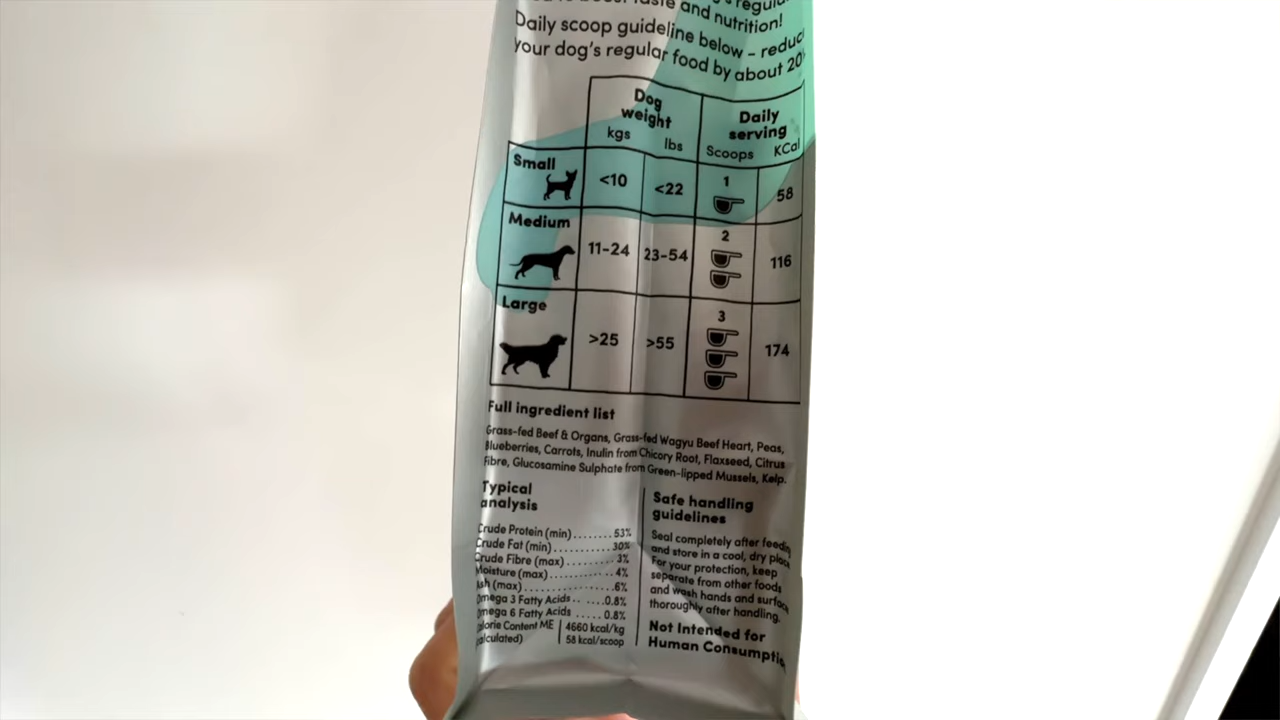 and nutrition!
Daily scoop guideline below – reduc
your dog's regular food by about 20
Dog weight
Daily serving
kgs lbs Scoops KCal
Small <10 <22 1 58
Medium 11-24 23-54 2 116
Large >25 >55 3 174
Full ingredient list
Grass-fed Beef & Organs, Grass-fed Wagyu Beef Heart, Peas,
Blueberries, Carrots, Inulin from Chicory Root, Flaxseed, Citrus
Fibre, Glucosamine Sulphate from Green-lipped Mussels, Kelp.
Typical
analysis
Crude Protein (min) ........ 53%
Crude Fat (min) ........... 30%
Crude Fibre (max) ......... 3%
Moisture (max) ........... 4%
Ash (max) ............... 6%
Omega 3 Fatty Acids .. ....0.8%
Omega 6 Fatty Acids ..... 0.8%
Calorie Content ME 4660 kcal/kg
calculated) 58 kcal/scoop
Safe handling
guidelines
Seal completely after feedin
and store in a cool, dry place
For your protection, keep
separate from other foods
and wash hands and surface
thoroughly after handling.
Not Intended for
Human Consumptio